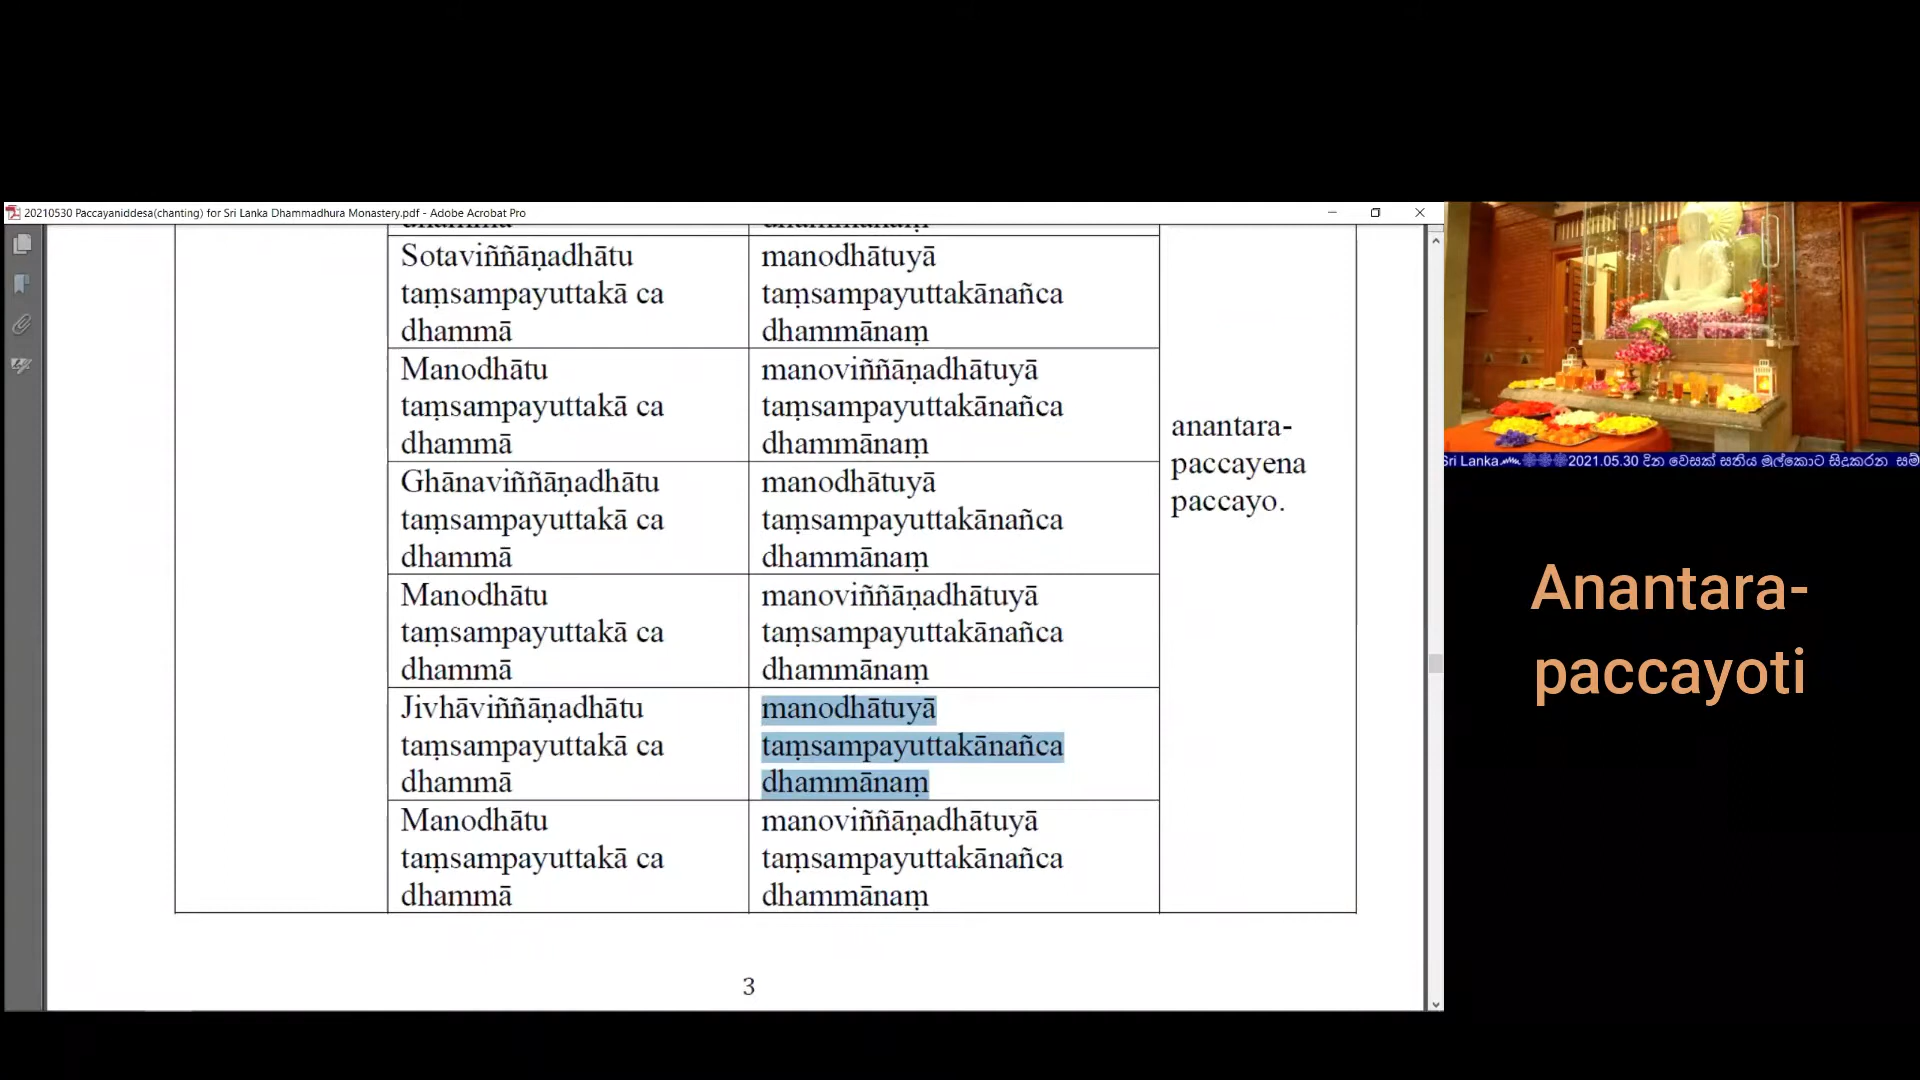 20210530 Paccayaniddesa(chanting) for Sri Lanka Dhammadhura Monastery.pdf - Adobe Acrobat Pro
Sotaviññāṇadhātu
taṃsampayuttakā ca
dhammā
manodhātuyā
taṃsampayuttakānañca
dhammānaṃ
Manodhātu
taṃsampayuttakā ca
dhammā
manoviññāṇadhātuyā
taṃsampayuttakānañca
dhammānaṃ
Ghānaviññāṇadhātu
taṃsampayuttakā ca
dhammā
manodhātuyā
taṃsampayuttakānañca
dhammānaṃ
Manodhātu
taṃsampayuttakā ca
dhammā
manoviññāṇadhātuyā
taṃsampayuttakānañca
dhammānaṃ
Jivhāviññāṇadhātu
taṃsampayuttakā ca
dhammā
manodhātuyā
taṃsampayuttakānañca
dhammānaṃ
Manodhātu
taṃsampayuttakā ca
dhammā
manoviññāṇadhātuyā
taṃsampayuttakānañca
dhammānaṃ
anantara-
paccayena
paccayo.
3
Sri Lanka 2021.05.30 දින වෙසක් සතිය මුල්කොට සිදුකරන
Anantara-
paccayoti